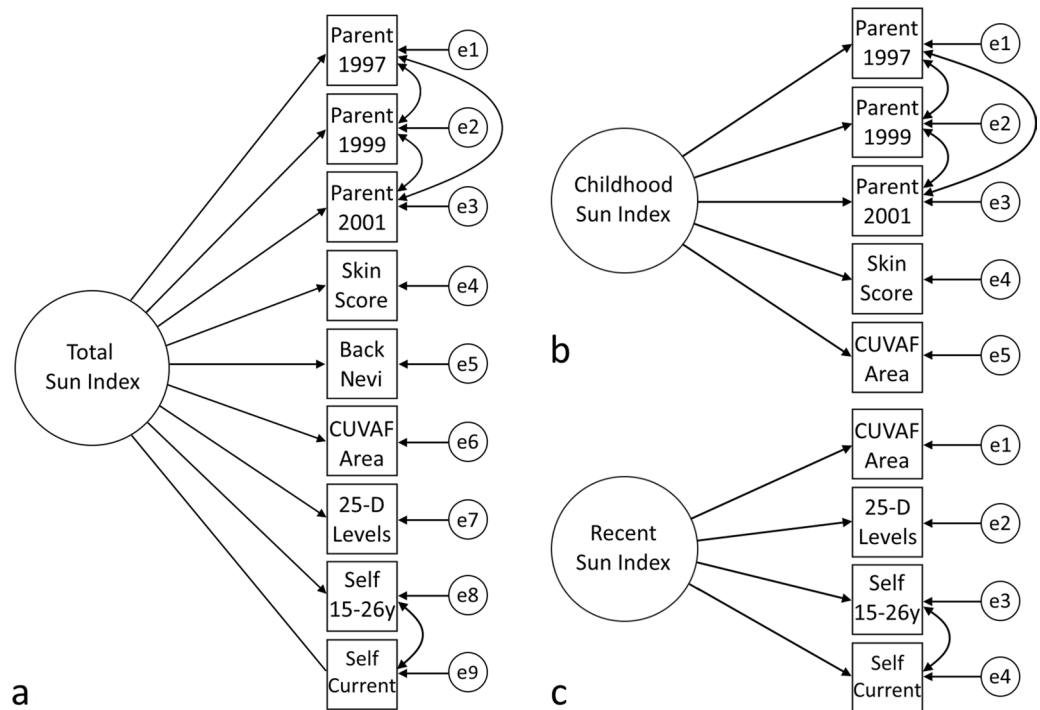 Parent
1997
e1
Parent
1999
e2
Parent
2001
e3
Skin
Score
e4
Total
Sun Index
Back
Nevi
e5
CUVAF
Area
e6
25-D
Levels
e7
Self
15-26y
e8
Self
Current
e9
a
Parent
1997
e1
Parent
1999
e2
Childhood
Sun Index
Parent
2001
e3
Skin
Score
e4
CUVAF
Area
e5
b
CUVAF
Area
e1
25-D
Levels
e2
Recent
Sun Index
Self
15-26y
e3
Self
Current
e4
c